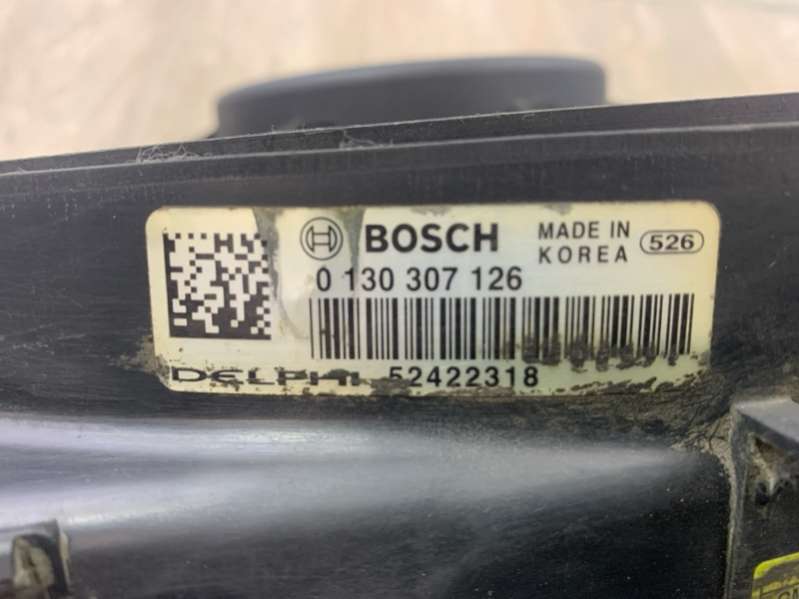 BOSCH
MADE IN
KOREA
526
0 130 307 126
DELPHI 52422318